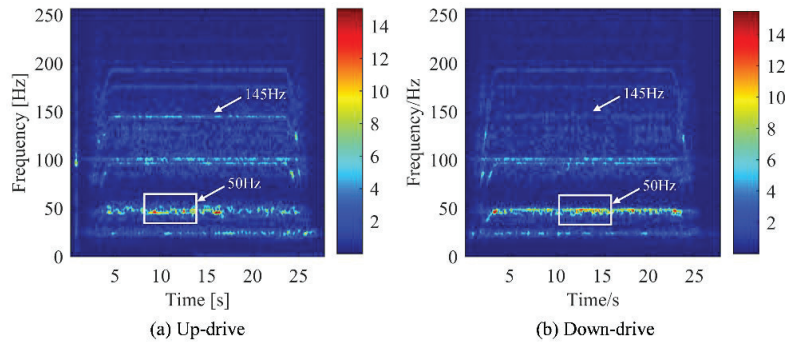 250
200
150
100
50
0
Frequency [Hz]
145Hz
50Hz
5 10 15 20 25
Time [s]
14
12
10
8
6
4
2
(a) Up-drive
250
200
150
100
50
0
Frequency/Hz
145Hz
50Hz
5 10 15 20 25
Time/s
14
12
10
8
6
4
2
(b) Down-drive